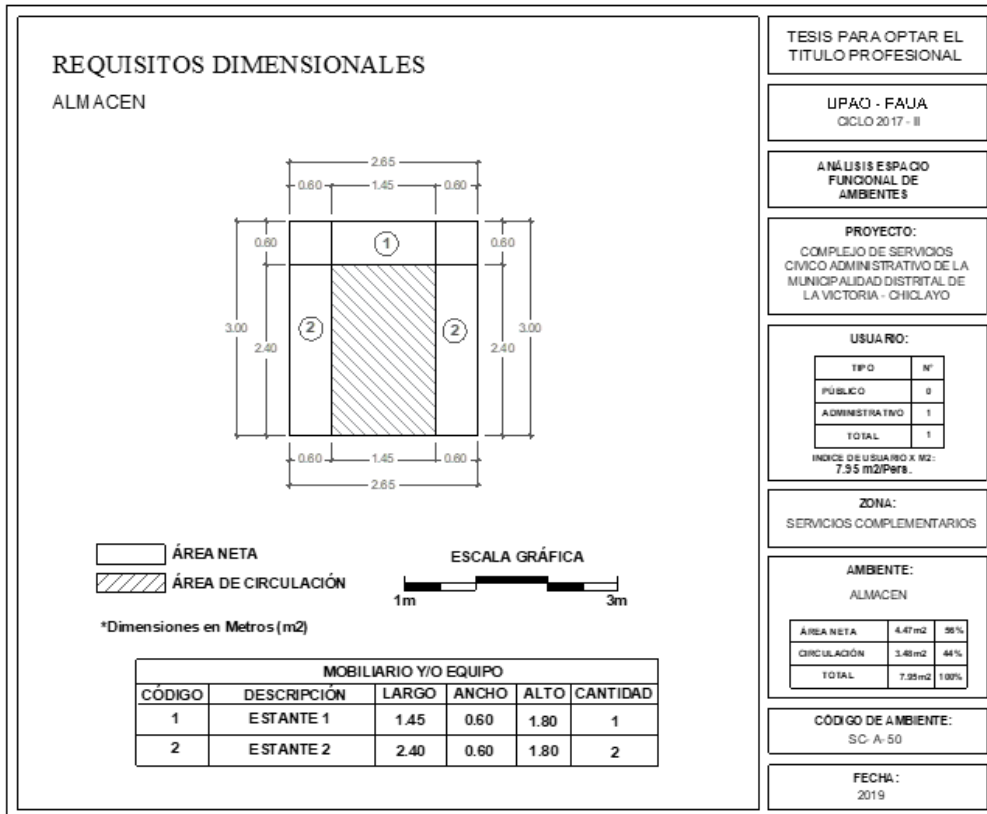 REQUISITOS DIMENSIONALES
ALMACEN
2.65
0.60 1.45 0.60
0.60 1 0.60
3.00 2 2 3.00
2.40 2.40
0.60 1.45 0.60
2.65
ÁREA NETA
ÁREA DE CIRCULACIÓN
ESCALA GRÁFICA
1m 3m
*Dimensiones en Metros (m2)
MOBILIARIO Y/O EQUIPO
CÓDIGO DESCRIPCIÓN LARGO ANCHO ALTO CANTIDAD
1 ESTANTE 1 1.45 0.60 1.80 1
2 ESTANTE 2 2.40 0.60 1.80 2
TESIS PARA OPTAR EL
TITULO PROFESIONAL
UPAO - FAUA
CICLO 2017 - II
ANÁLISIS ESPACIO
FUNCIONAL DE
AMBIENTES
PROYECTO:
COMPLEJO DE SERVICIOS
CIVICO ADMINISTRATIVO DE LA
MUNICIPALIDAD DISTRITAL DE
LA VICTORIA - CHICLAYO
USUARIO:
TIPO N°
PÚBLICO 0
ADMINISTRATIVO 1
TOTAL 1
INDICE DE USUARIO X M2:
7.95 m2/Pers.
ZONA:
SERVICIOS COMPLEMENTARIOS
AMBIENTE:
ALMACEN
ÁREA NETA 4.47m2 56%
CIRCULACIÓN 3.48m2 44%
TOTAL 7.95m2 100%
CÓDIGO DE AMBIENTE:
SC- A- 50
FECHA:
2019